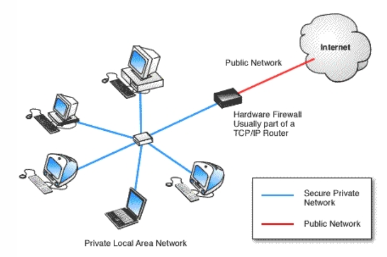 Internet
Public Network
Hardware Firewall
Usually part of a
TCP/IP Router
Secure Private
Network
Public Network
Private Local Area Network